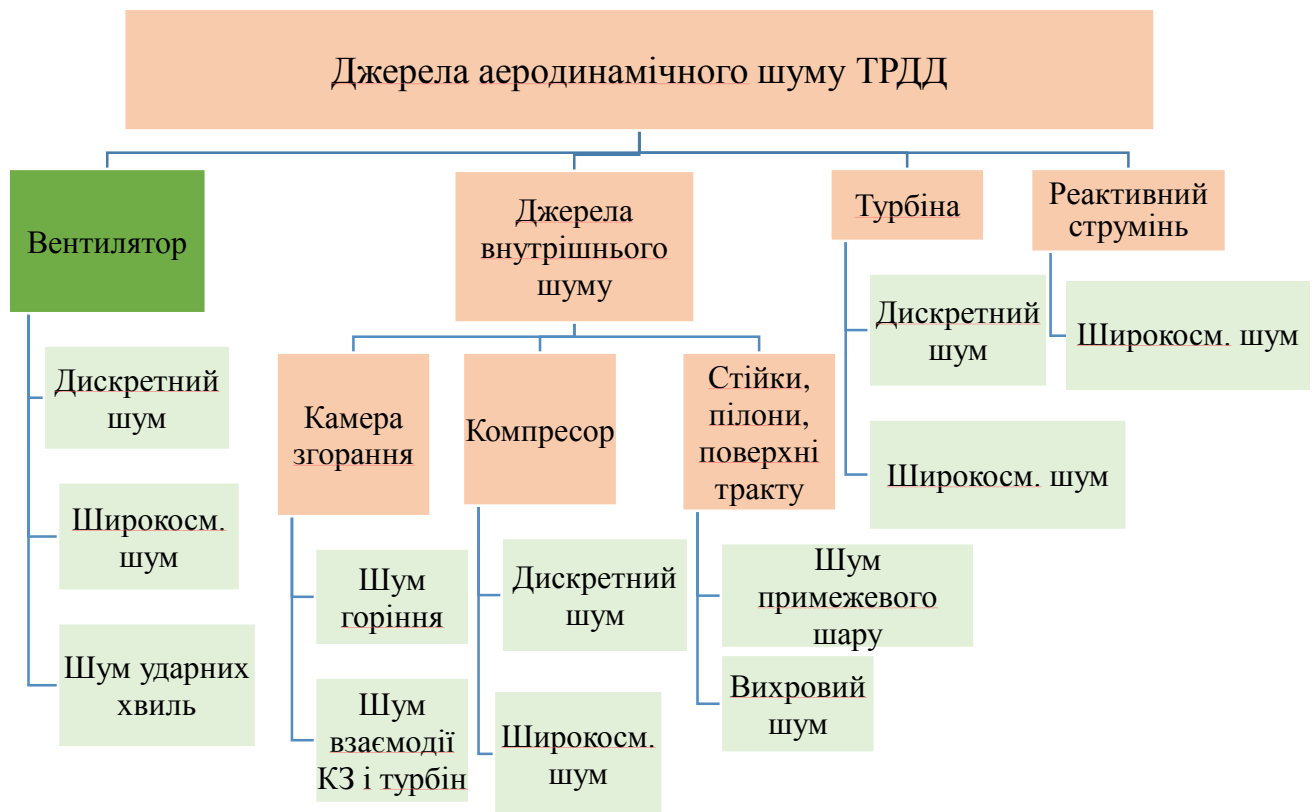 Джерела аеродинамічного шуму ТРДД
Вентилятор
Дискретний
шум
Широкосм.
шум
Шум ударних
хвиль
Джерела
внутрішнього
шуму
Камера
згорання
Шум
горіння
Шум
взаємодії
КЗ і турбін
Компресор
Дискретний
шум
Широкосм.
шум
Стійки,
пілони,
поверхні
тракту
Шум
примежевого
шару
Вихровий
шум
Турбіна
Дискретний
шум
Широкосм. шум
Реактивний
струмінь
Широкосм. шум